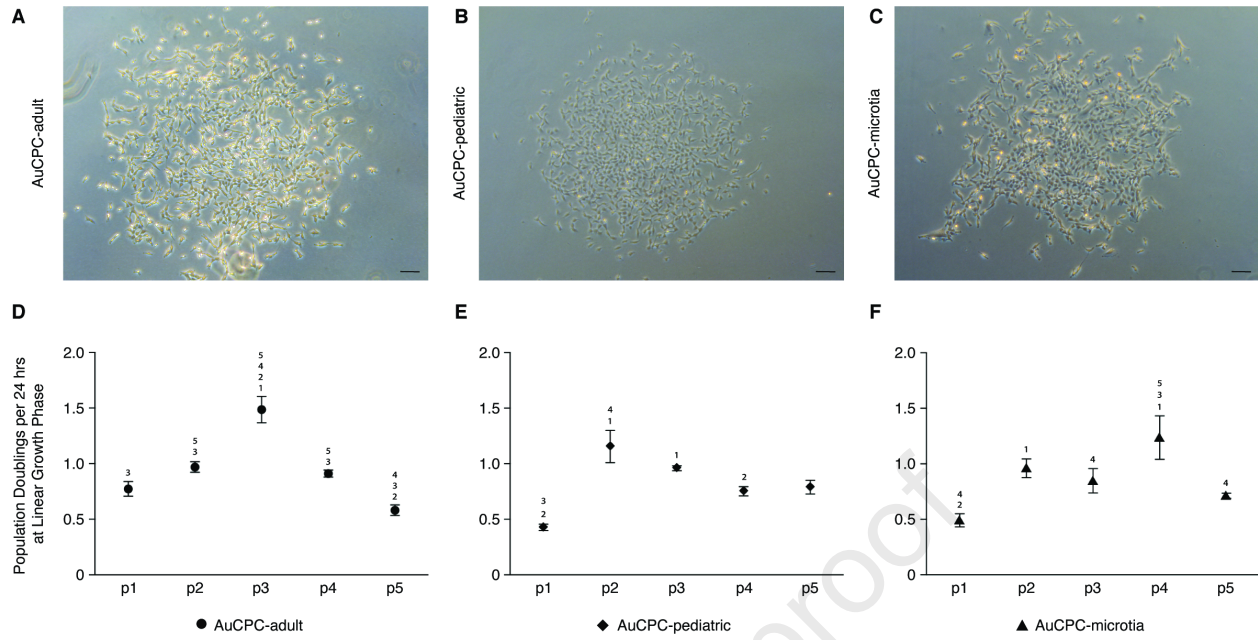 A
AuCPC-adult
B
AuCPC-pediatric
C
AuCPC-microtia
D
Population Doublings per 24 hrs
at Linear Growth Phase
2.0
1.5
1.0
0.5
0
3
5
3
5
4
2
1
5
3
4
3
2
p1 p2 p3 p4 p5
AuCPC-adult
E
2.0
1.5
1.0
0.5
0
3
2
4
1
1
2
p1 p2 p3 p4 p5
AuCPC-pediatric
F
2.0
1.5
1.0
0.5
0
4
2
1
4
5
3
1
4
p1 p2 p3 p4 p5
AuCPC-microtia
proof